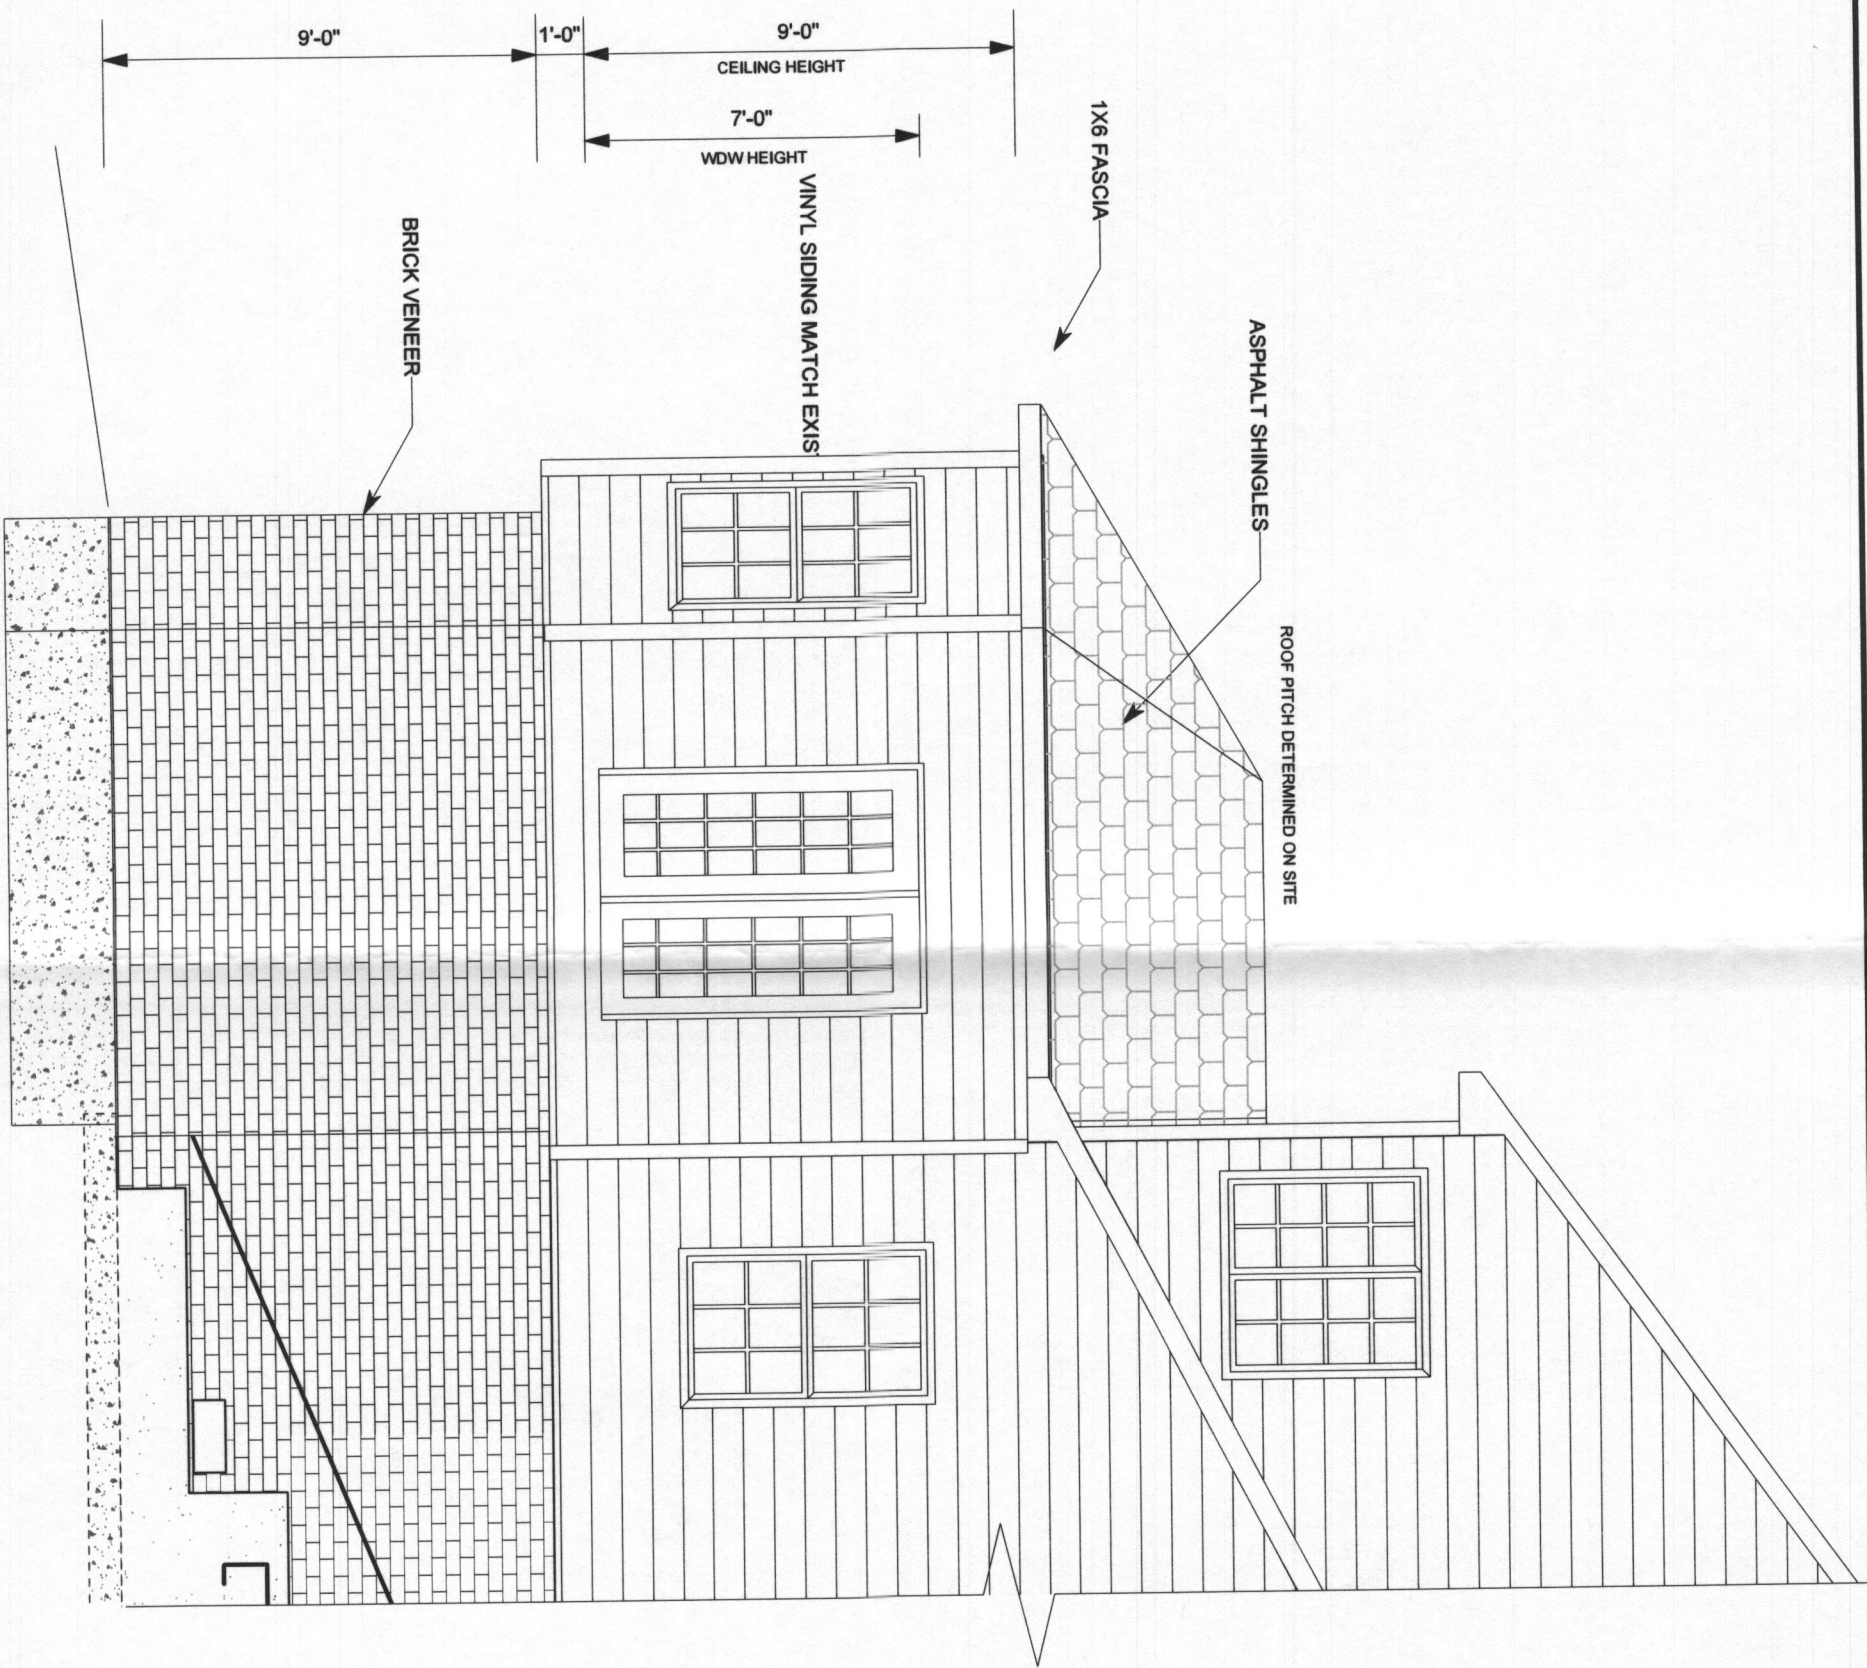 9'-0"
1'-0"
9'-0"
CEILING HEIGHT
7'-0"
WDW HEIGHT
1X6 FASCIA
VINYL SIDING MATCH EXIS
BRICK VENEER
ASPHALT SHINGLES
ROOF PITCH DETERMINED ON SITE